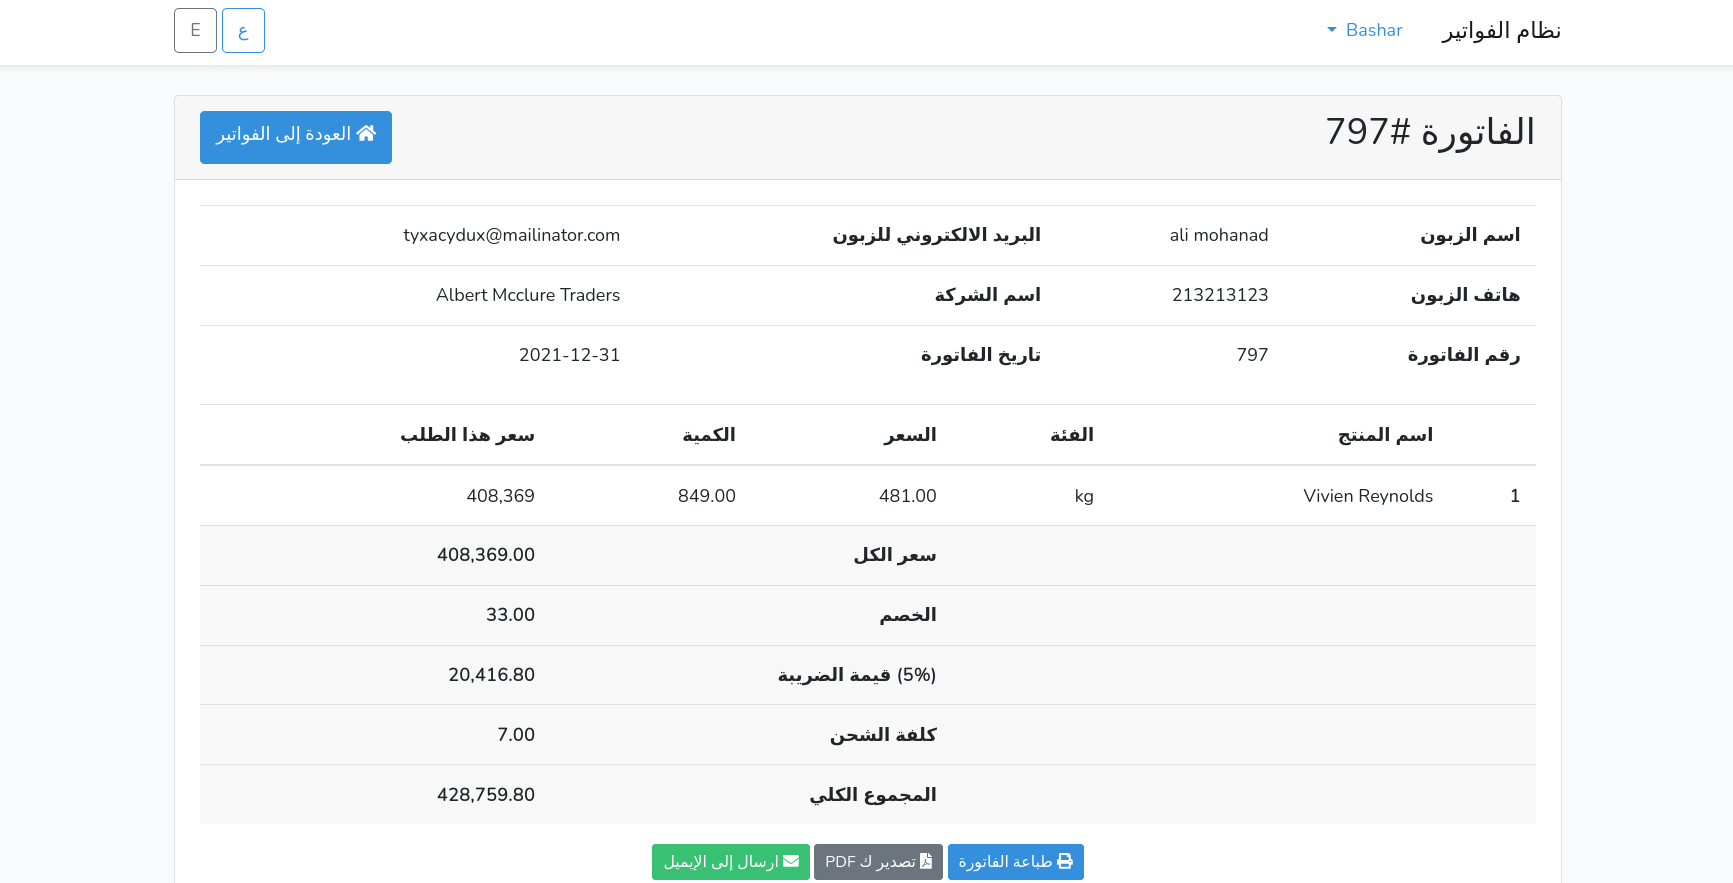 نظام الفواتير Bashar ع E
الفاتورة #797 العودة إلى الفواتير
اسم الزبون ali mohanad البريد الالكتروني للزبون tyxacydux@mailinator.com
هاتف الزبون 213213123 اسم الشركة Albert Mcclure Traders
رقم الفاتورة 797 تاريخ الفاتورة 2021-12-31
اسم المنتج الفئة السعر الكمية سعر هذا الطلب
1 Vivien Reynolds kg 481.00 849.00 408,369
سعر الكل 408,369.00
الخصم 33.00
(5%) قيمة الضريبة 20,416.80
كلفة الشحن 7.00
المجموع الكلي 428,759.80
طباعة الفاتورة تصدير ك PDF ارسال إلى الإيميل